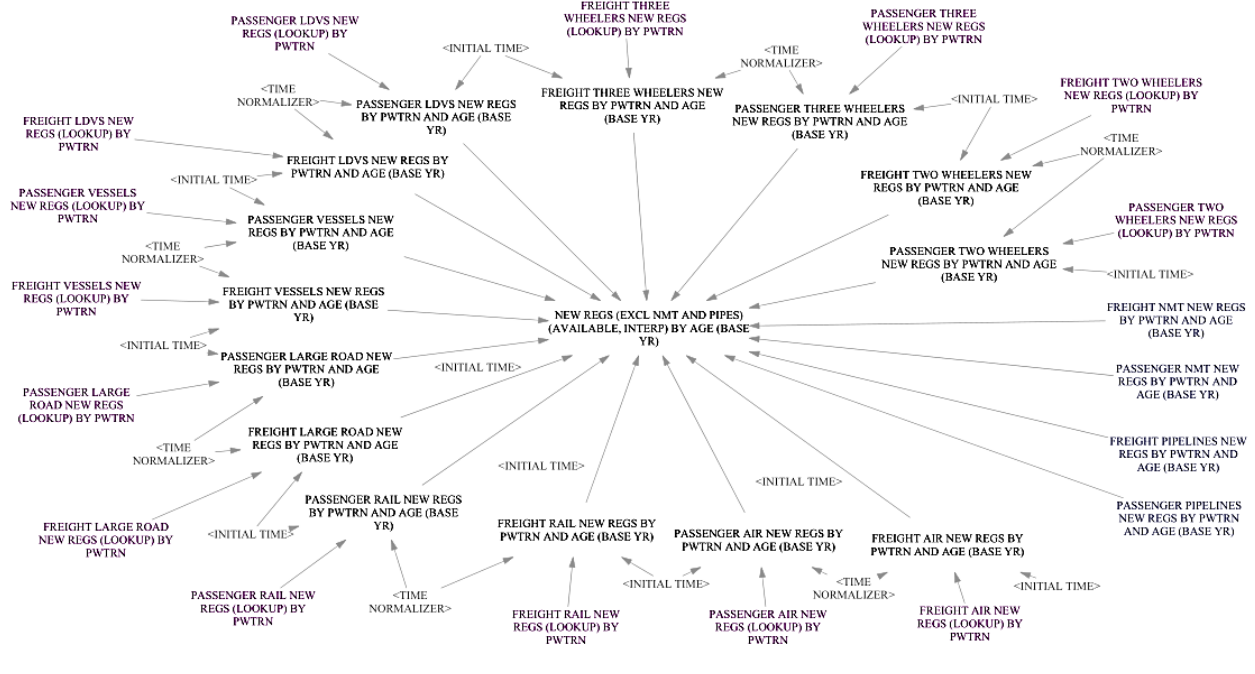 PASSENGER LDVS NEW
REGS (LOOKUP) BY
PWTRN
FREIGHT THREE
WHEELERS NEW REGS
(LOOKUP) BY PWTRN
PASSENGER THREE
WHEELERS NEW REGS
(LOOKUP) BY PWTRN
<INITIAL TIME>
<TIME
NORMALIZER>
<TIME
NORMALIZER>
PASSENGER LDVS NEW REGS
BY PWTRN AND AGE (BASE
YR)
FREIGHT THREE WHEELERS NEW
REGS BY PWTRN AND AGE
(BASE YR)
PASSENGER THREE WHEELERS
NEW REGS BY PWTRN AND AGE
(BASE YR)
<INITIAL TIME>
FREIGHT TWO WHEELERS
NEW REGS (LOOKUP) BY
PWTRN
FREIGHT LDVS NEW
REGS (LOOKUP) BY
PWTRN
<TIME
NORMALIZER>
FREIGHT LDVS NEW REGS BY
PWTRN AND AGE (BASE YR)
<INITIAL TIME>
FREIGHT TWO WHEELERS NEW
REGS BY PWTRN AND AGE
(BASE YR)
PASSENGER VESSELS
NEW REGS (LOOKUP) BY
PWTRN
PASSENGER VESSELS NEW
REGS BY PWTRN AND AGE
(BASE YR)
PASSENGER TWO
WHEELERS NEW REGS
(LOOKUP) BY PWTRN
<TIME
NORMALIZER>
PASSENGER TWO WHEELERS
NEW REGS BY PWTRN AND AGE
(BASE YR)
<INITIAL TIME>
FREIGHT VESSELS NEW
REGS (LOOKUP) BY
PWTRN
FREIGHT VESSELS NEW REGS
BY PWTRN AND AGE (BASE
YR)
NEW REGS (EXCL NMT AND PIPES)
(AVAILABLE, INTERP) BY AGE (BASE
YR)
FREIGHT NMT NEW REGS
BY PWTRN AND AGE
(BASE YR)
<INITIAL TIME>
PASSENGER LARGE ROAD NEW
REGS BY PWTRN AND AGE
(BASE YR)
<INITIAL TIME>
PASSENGER NMT NEW
REGS BY PWTRN AND
AGE (BASE YR)
PASSENGER LARGE
ROAD NEW REGS
(LOOKUP) BY PWTRN
<TIME
NORMALIZER>
FREIGHT LARGE ROAD NEW
REGS BY PWTRN AND AGE
(BASE YR)
FREIGHT PIPELINES NEW
REGS BY PWTRN AND
AGE (BASE YR)
<INITIAL TIME>
<INITIAL TIME>
PASSENGER RAIL NEW REGS
BY PWTRN AND AGE (BASE
YR)
PASSENGER PIPELINES
NEW REGS BY PWTRN
AND AGE (BASE YR)
FREIGHT LARGE ROAD
NEW REGS (LOOKUP) BY
PWTRN
<INITIAL TIME>
FREIGHT RAIL NEW REGS BY
PWTRN AND AGE (BASE YR)
PASSENGER AIR NEW REGS BY
PWTRN AND AGE (BASE YR)
FREIGHT AIR NEW REGS BY
PWTRN AND AGE (BASE YR)
PASSENGER RAIL NEW
REGS (LOOKUP) BY
PWTRN
<TIME
NORMALIZER>
<INITIAL TIME>
<TIME
NORMALIZER>
<INITIAL TIME>
FREIGHT RAIL NEW
REGS (LOOKUP) BY
PWTRN
PASSENGER AIR NEW
REGS (LOOKUP) BY
PWTRN
FREIGHT AIR NEW
REGS (LOOKUP) BY
PWTRN